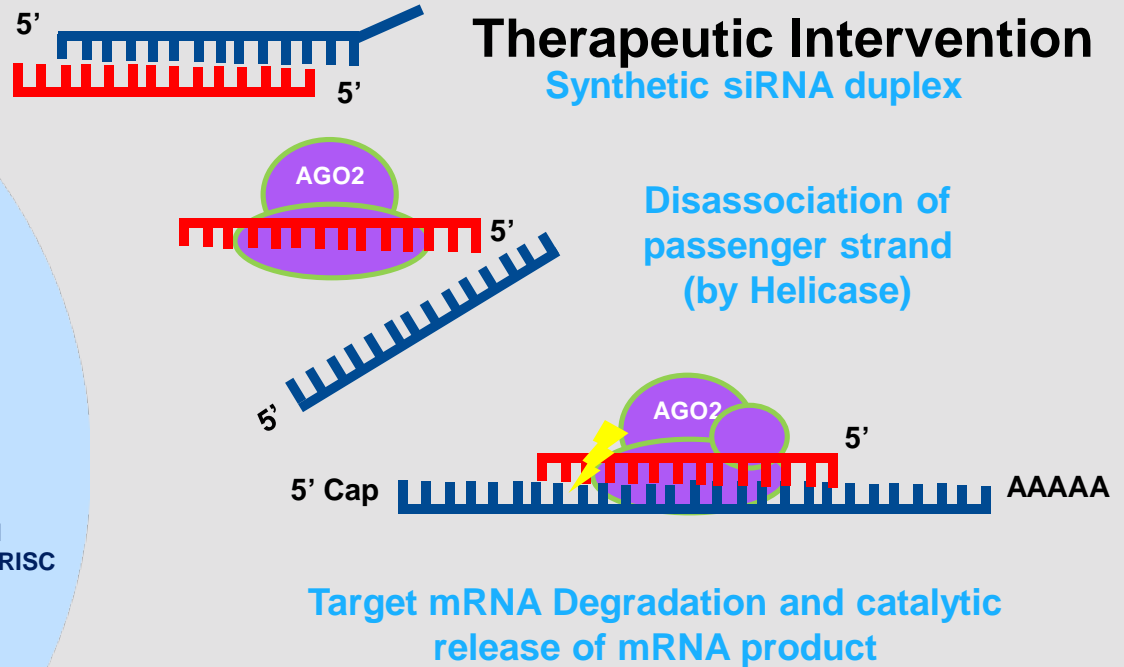 5’
Therapeutic Intervention
Synthetic siRNA duplex
5’
AGO2
5’
Disassociation of
passenger strand
(by Helicase)
5’
AGO2
5’
5’ Cap
AAAAA
RISC
Target mRNA Degradation and catalytic
release of mRNA product